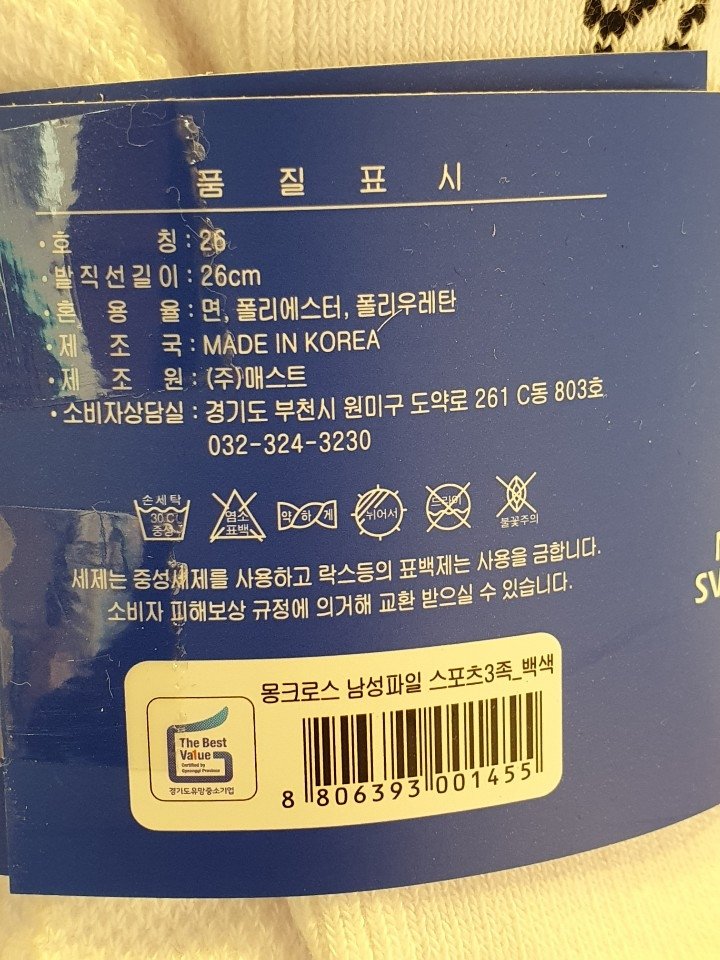 품 질 표 시
·호 칭 : 26
·발직선길이 : 26cm
·혼 용 율 : 면, 폴리에스터, 폴리우레탄
·제 조 국 : MADE IN KOREA
·제 조 원 : (주)매스트
·소비자상담실 : 경기도 부천시 원미구 도약로 261 C동 803호
032-324-3230
손세탁
30℃
중성
염소
표백
약하게
뉘어서
드라이
불꽃주의
세제는 중성세제를 사용하고 락스등의 표백제는 사용을 금합니다.
소비자 피해보상 규정에 의거해 교환 받으실 수 있습니다.
몽크로스 남성파일 스포츠3족_백색
The Best
Value
Certified by
Gyeonggi Province
경기도유망중소기업
8 806393 001455